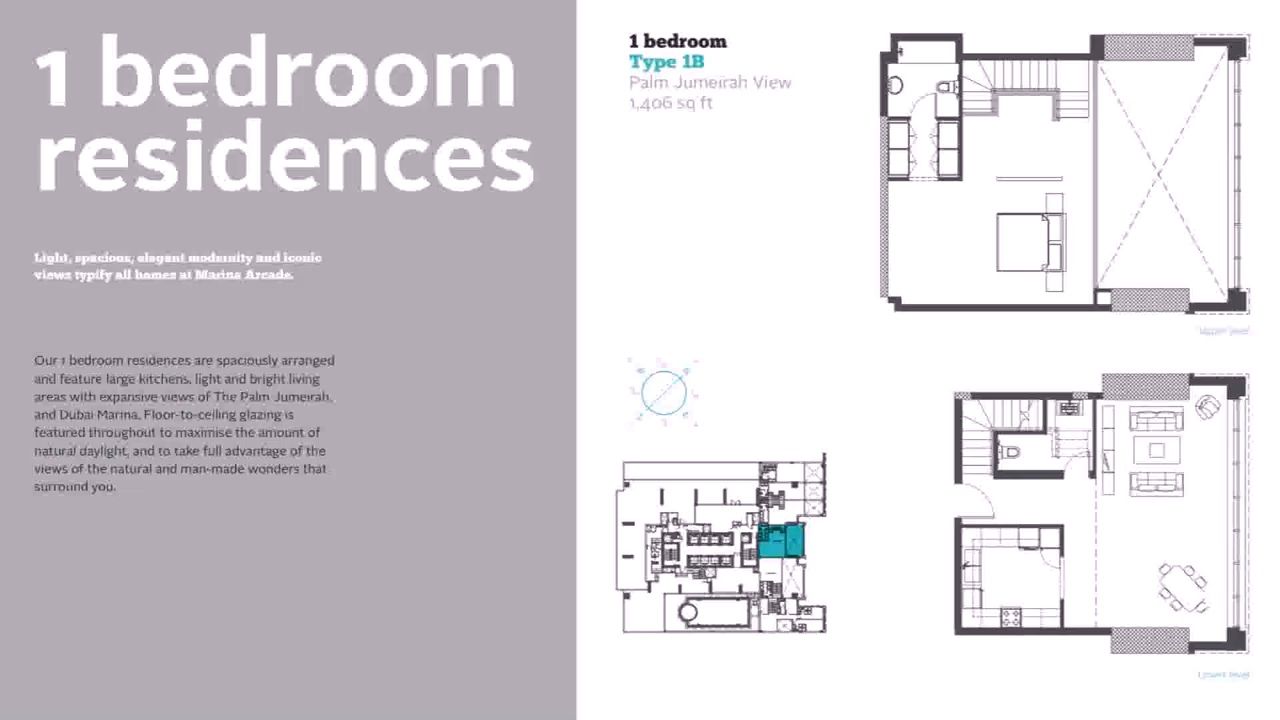 1 bedroom
residences
Light, spacious, elegant modernity and iconic
views typify all homes at Marina Arcade.
Our 1 bedroom residences are spaciously arranged
and feature large kitchens, light and bright living
areas with expansive views of The Palm Jumeirah,
and Dubai Marina. Floor-to-ceiling glazing is
featured throughout to maximise the amount of
natural daylight, and to take full advantage of the
views of the natural and man-made wonders that
surround you.
1 bedroom
Type 1B
Palm Jumeirah View
1,406 sq ft
Upper level
Lower level